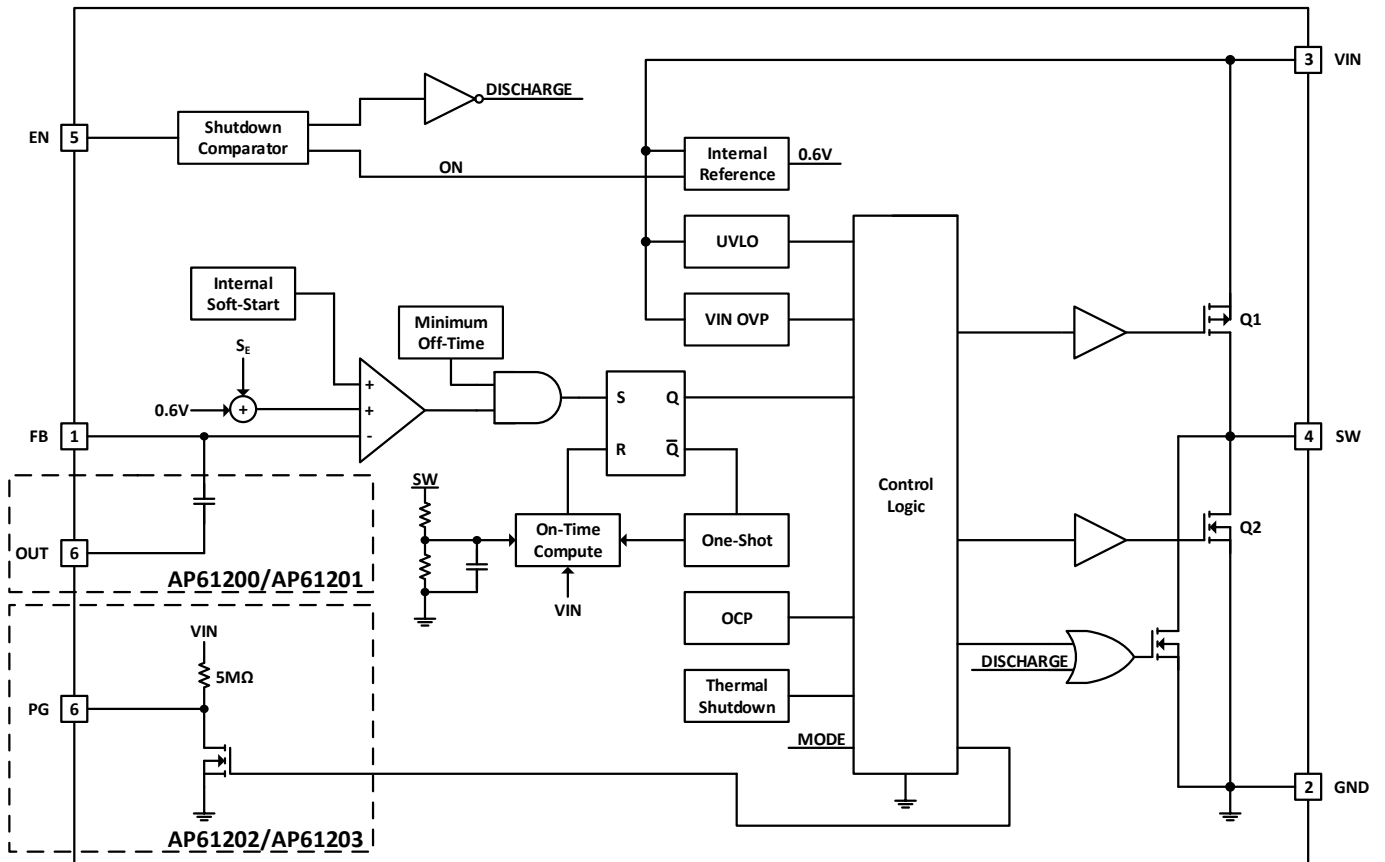 3
VIN
DISCHARGE
EN
5
Shutdown
Comparator
ON
Internal
Reference
0.6V
UVLO
Internal
Soft-Start
VIN OVP
Minimum
Off-Time
Q1
SE
+
S
Q
0.6V
+
+
FB
1
-
4
SW
R
Q̅
SW
Control
Logic
OUT
6
On-Time
Compute
One-Shot
Q2
AP61200/AP61201
VIN
VIN
OCP
5MΩ
DISCHARGE
PG
6
Thermal
Shutdown
MODE
2
GND
AP61202/AP61203